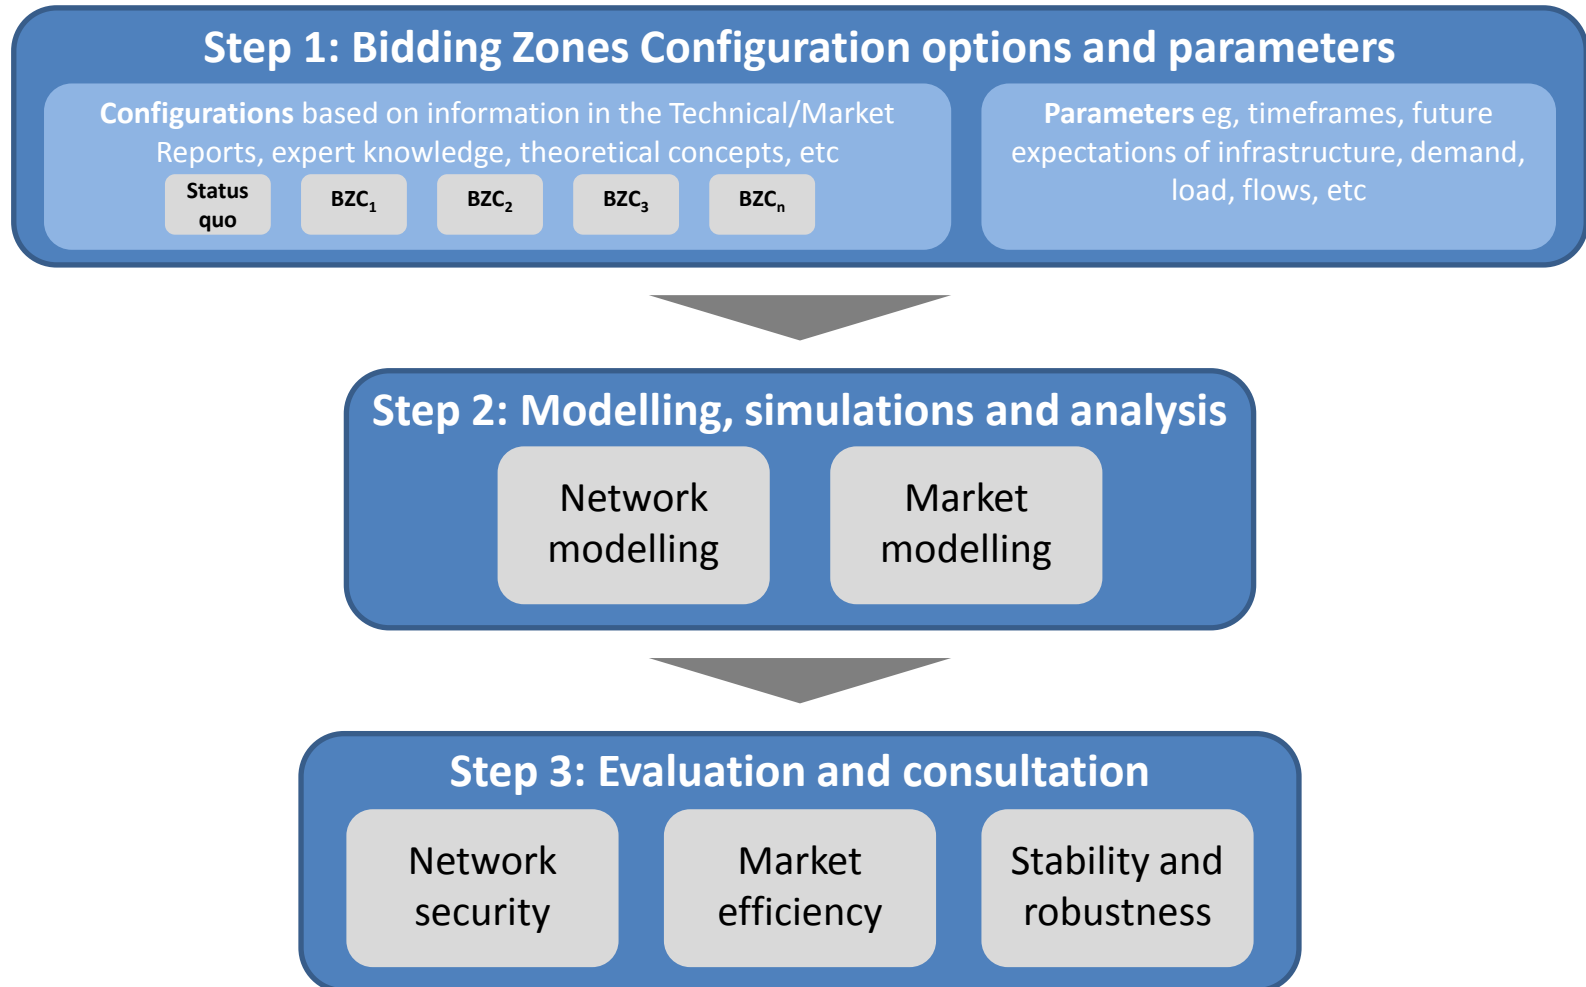 Step 1: Bidding Zones Configuration options and parameters
Configurations based on information in the Technical/Market
Reports, expert knowledge, theoretical concepts, etc
Status
quo
BZC₁
BZC₂
BZC₃
BZCₙ
Parameters eg, timeframes, future
expectations of infrastructure, demand,
load, flows, etc
Step 2: Modelling, simulations and analysis
Network
modelling
Market
modelling
Step 3: Evaluation and consultation
Network
security
Market
efficiency
Stability and
robustness